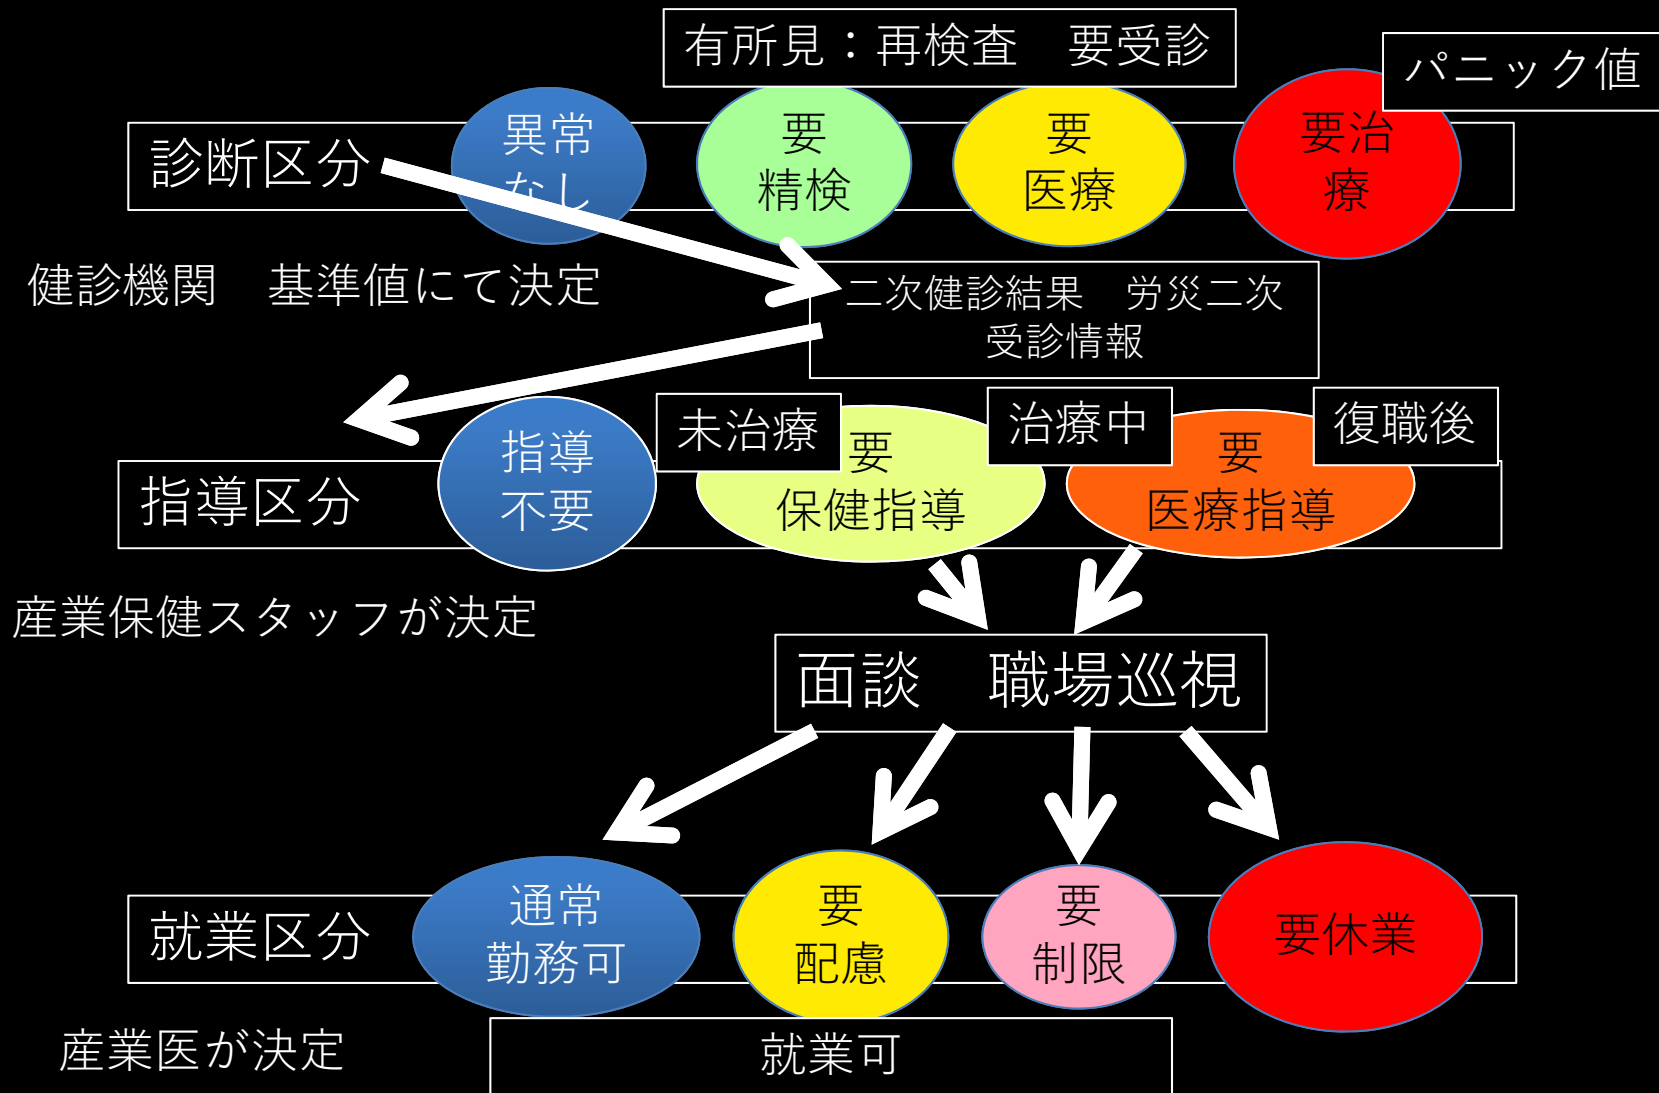 有所見：再検査　要受診
パニック値
診断区分
異常
なし
要
精検
要
医療
要治
療
健診機関　基準値にて決定
二次健診結果　労災二次
受診情報
未治療
治療中
復職後
指導区分
指導
不要
要
保健指導
要
医療指導
産業保健スタッフが決定
面談　職場巡視
就業区分
通常
勤務可
要
配慮
要
制限
要休業
産業医が決定
就業可